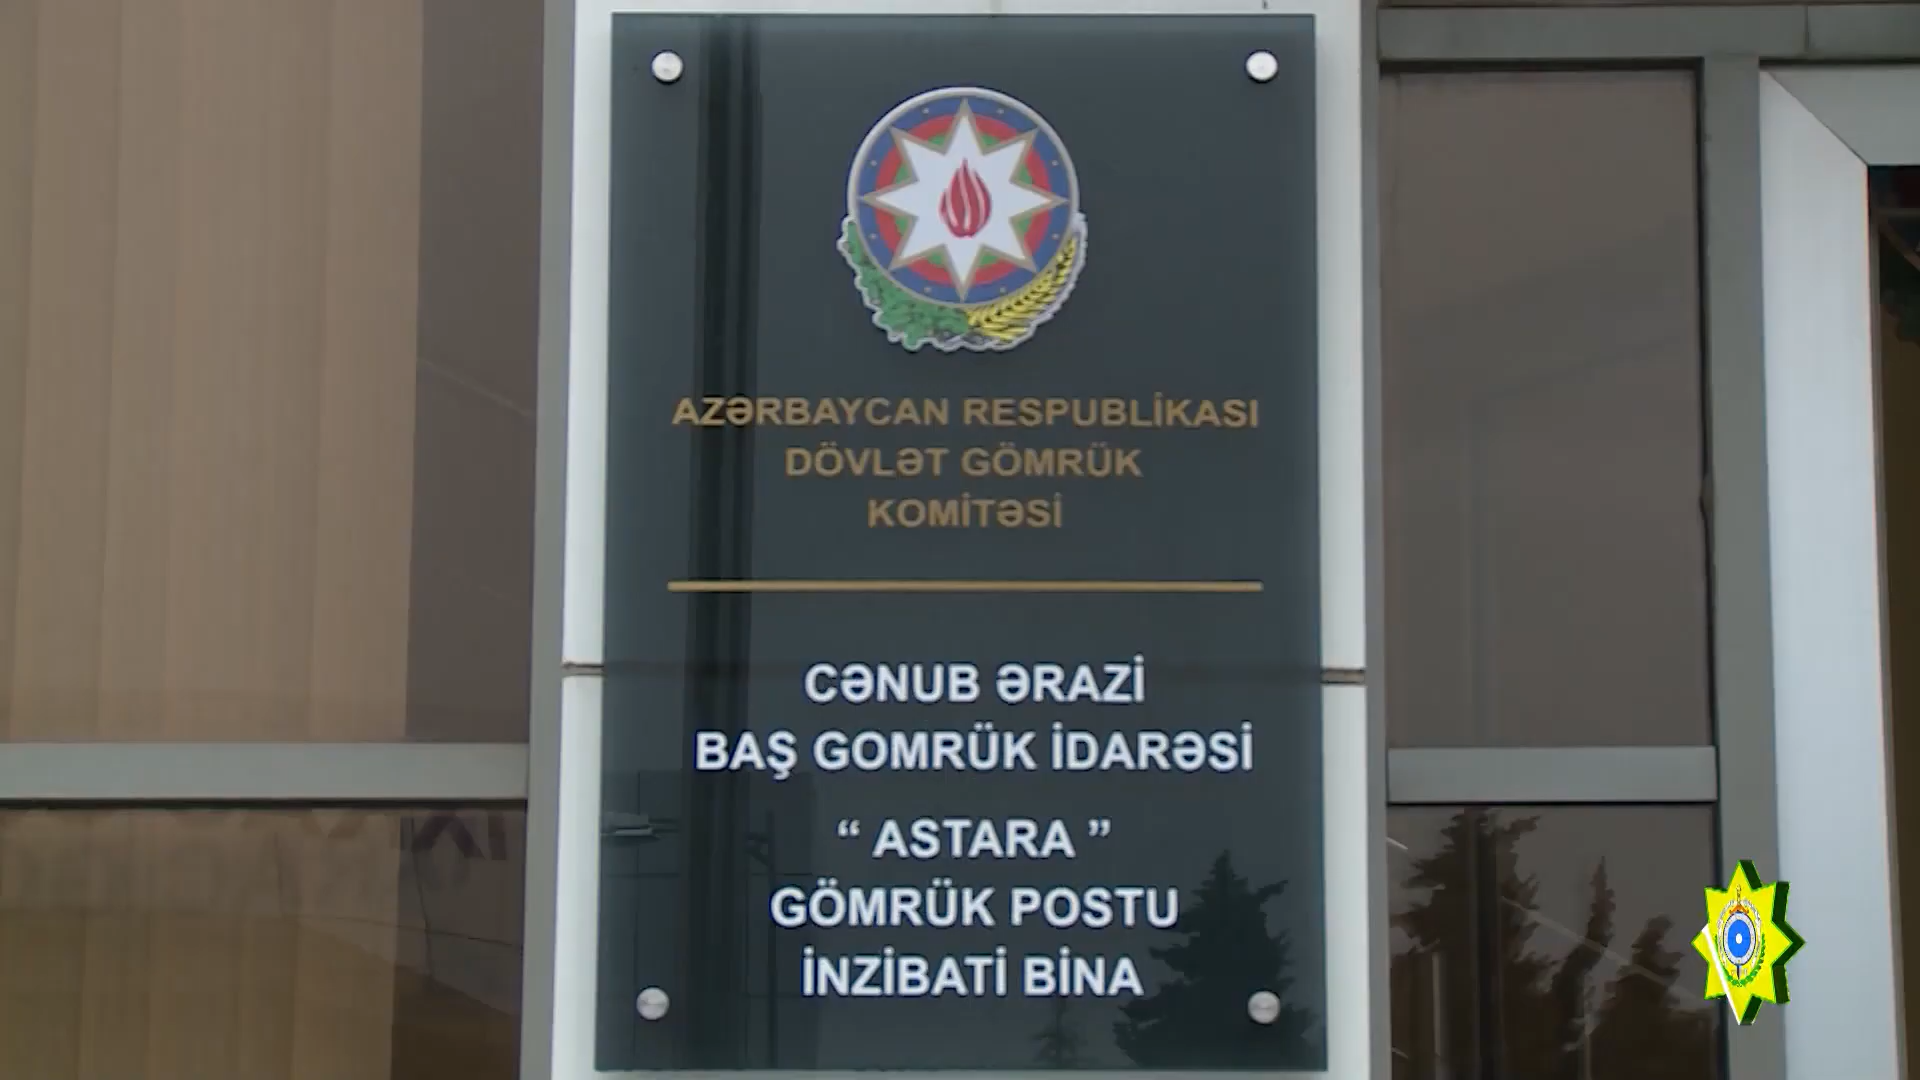 AZƏRBAYCAN RESPUBLİKASI
DÖVLƏT GÖMRÜK
KOMİTƏSİ
CƏNUB ƏRAZİ
BAŞ GOMRÜK İDARƏSİ
“ ASTARA ”
GÖMRÜK POSTU
İNZİBATİ BİNA